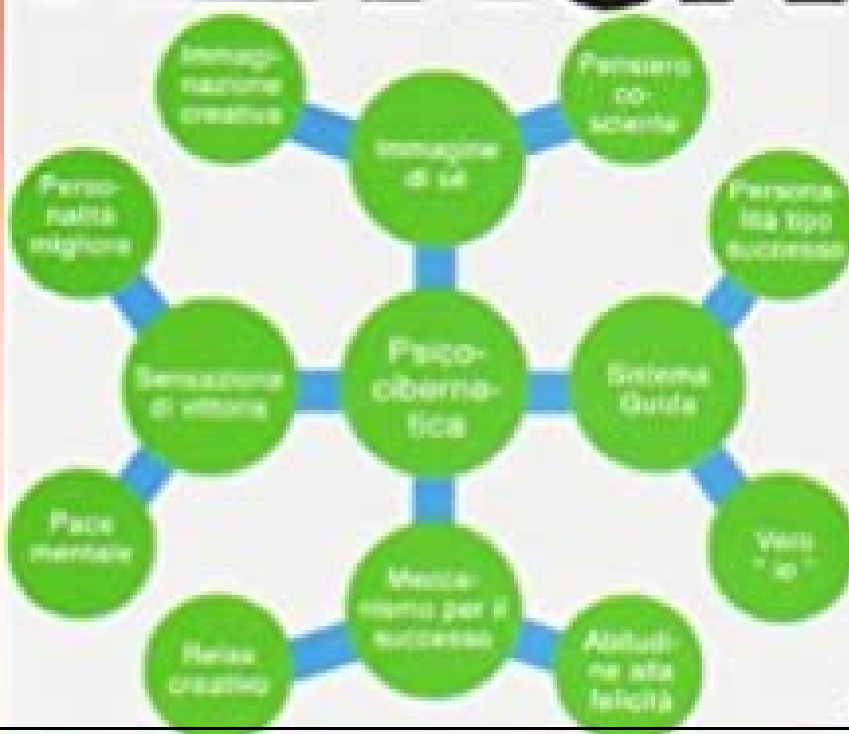 Immagi-
nazione
creativa
Pensiero
co-
sciente
Immagine
di sé
Perso-
nalità
migliore
Persona-
lità tipo
successo
Sensazione
di vittoria
Psico-
ciberne-
tica
Sistema
Guida
Pace
mentale
Vero
"io"
Mecca-
nismo per il
successo
Relax
creativo
Abitudi-
ne alla
felicità